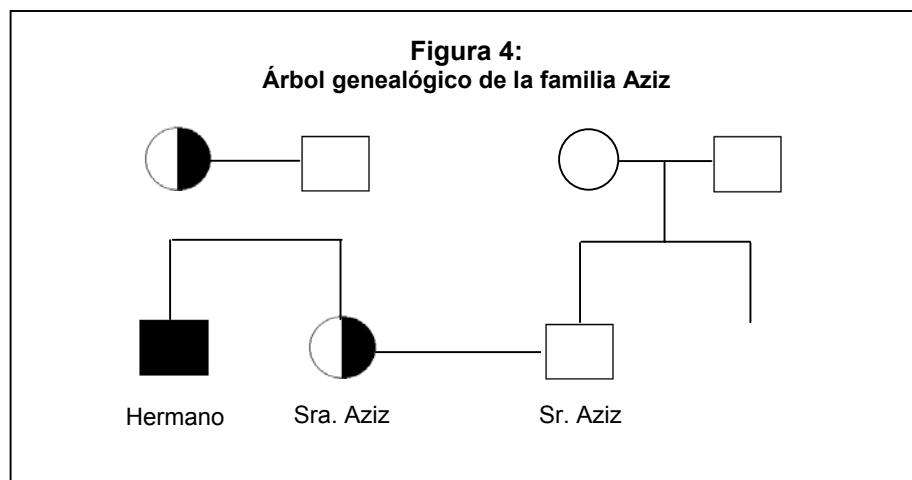 Figura 4:
Árbol genealógico de la familia Aziz
Hermano Sra. Aziz Sr. Aziz